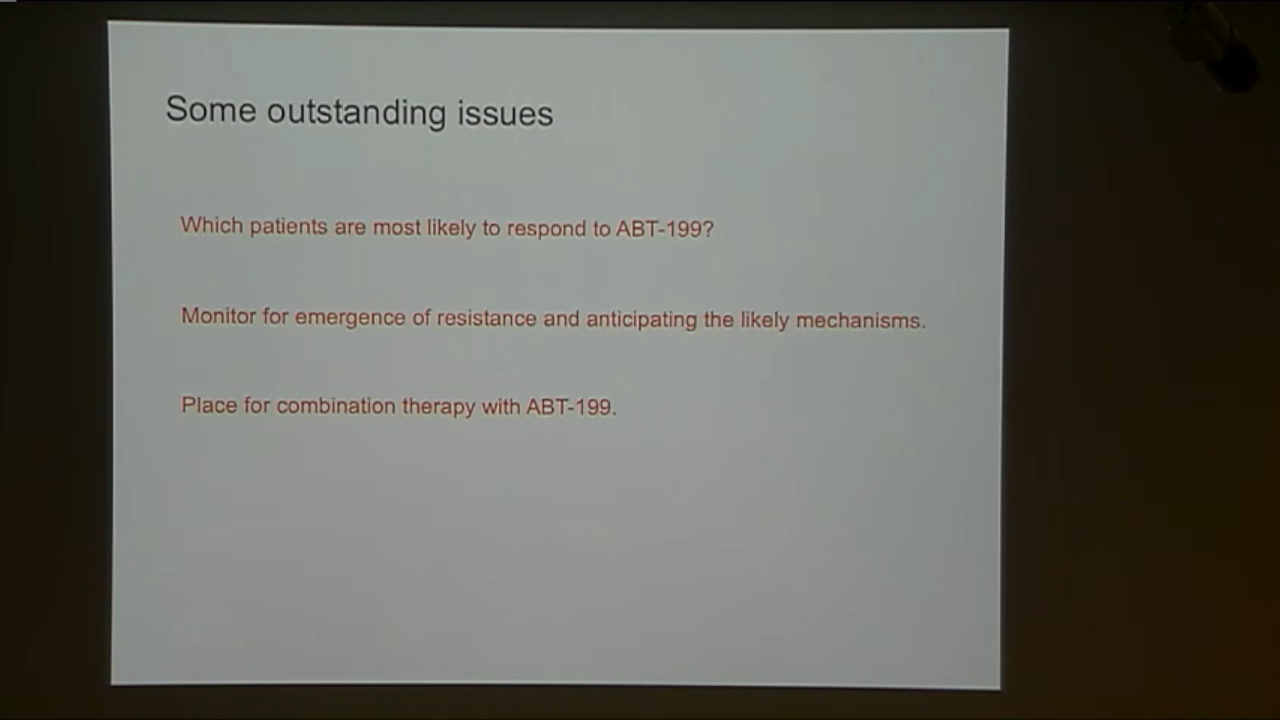 Some outstanding issues
Which patients are most likely to respond to ABT-199?
Monitor for emergence of resistance and anticipating the likely mechanisms.
Place for combination therapy with ABT-199.